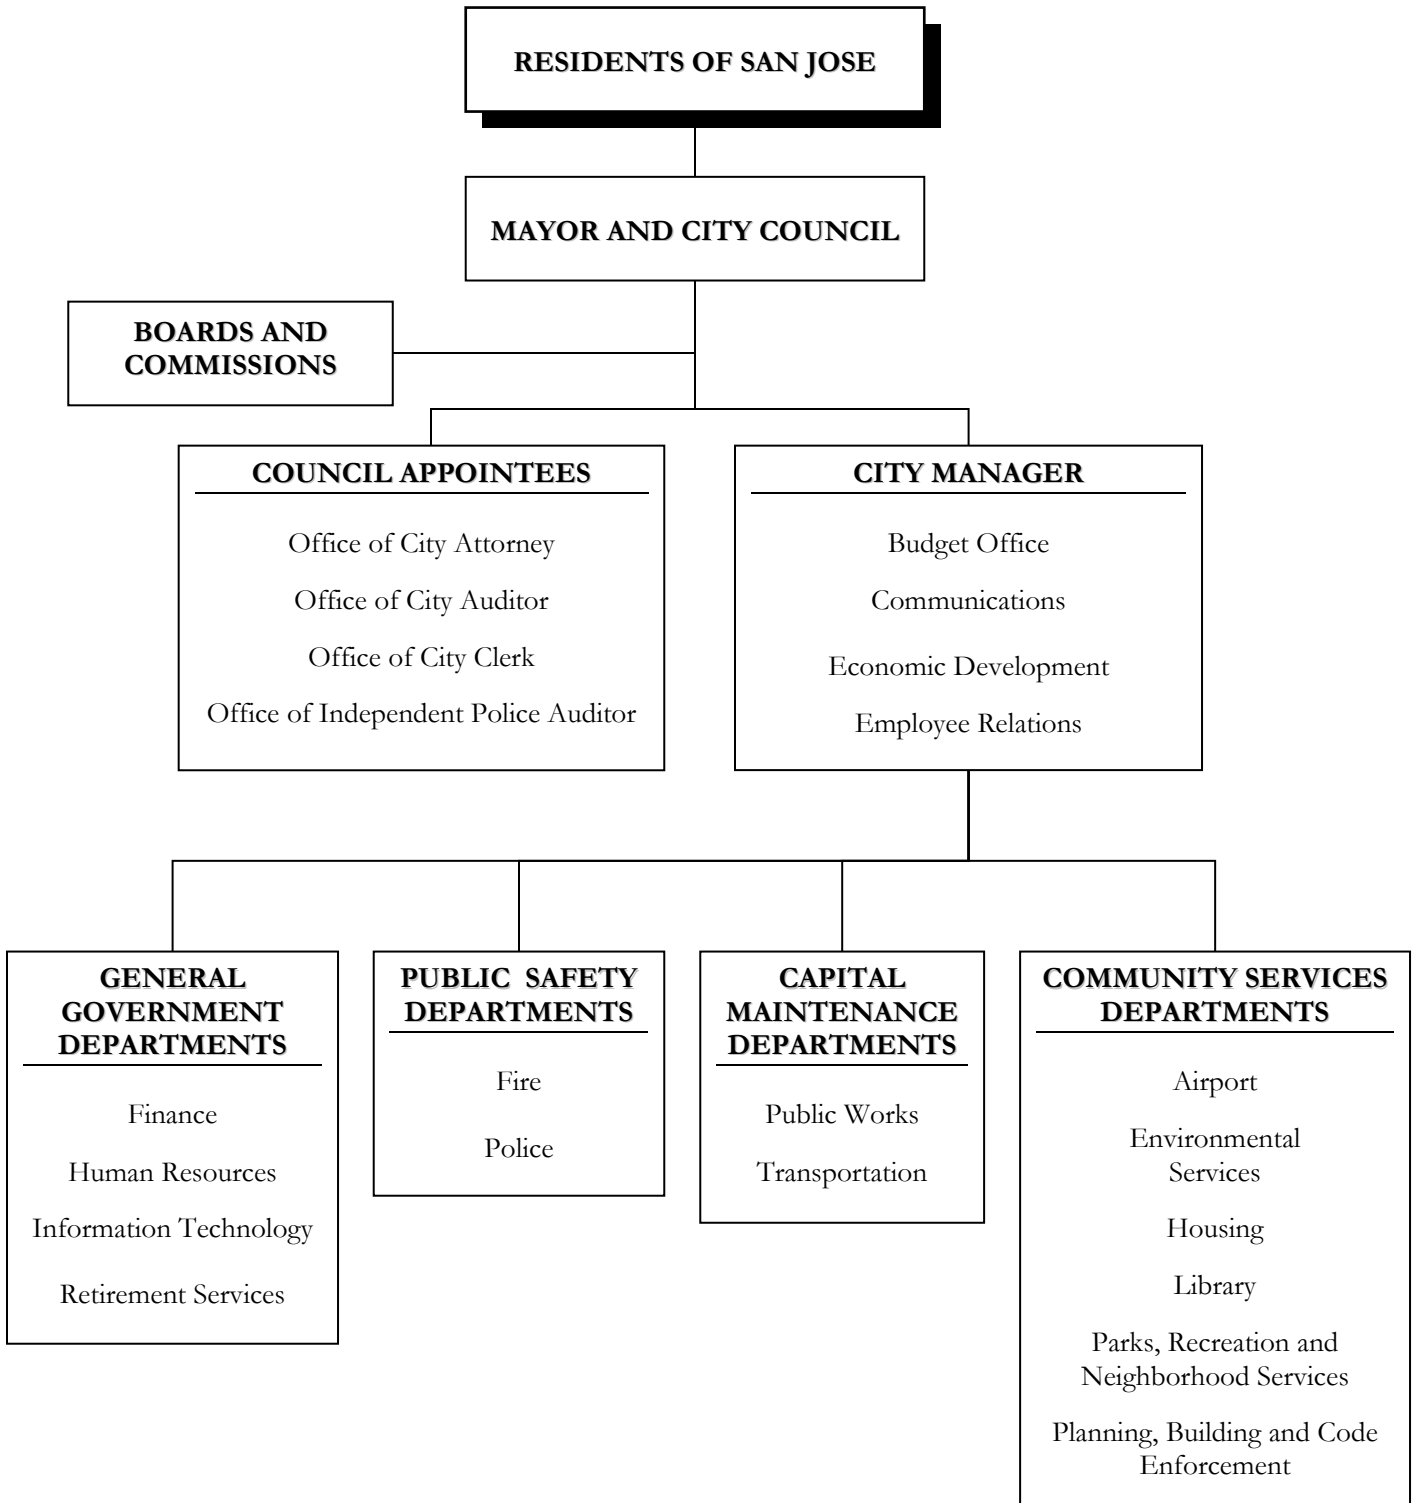 RESIDENTS OF SAN JOSE
MAYOR AND CITY COUNCIL
BOARDS AND
COMMISSIONS
COUNCIL APPOINTEES
Office of City Attorney
Office of City Auditor
Office of City Clerk
Office of Independent Police Auditor
CITY MANAGER
Budget Office
Communications
Economic Development
Employee Relations
GENERAL
GOVERNMENT
DEPARTMENTS
Finance
Human Resources
Information Technology
Retirement Services
PUBLIC SAFETY
DEPARTMENTS
Fire
Police
CAPITAL
MAINTENANCE
DEPARTMENTS
Public Works
Transportation
COMMUNITY SERVICES
DEPARTMENTS
Airport
Environmental
Services
Housing
Library
Parks, Recreation and
Neighborhood Services
Planning, Building and Code
Enforcement